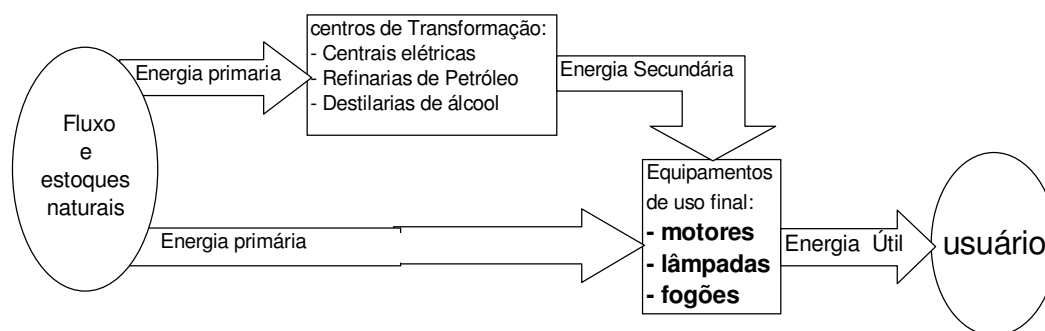 centros de Transformação:
- Centrais elétricas
- Refinarias de Petróleo
- Destilarias de álcool
Energia primaria
Energia Secundária
Fluxo
e
estoques
naturais
Energia primária
Equipamentos
de uso final:
- motores
- lâmpadas
- fogões
Energia Útil
usuário